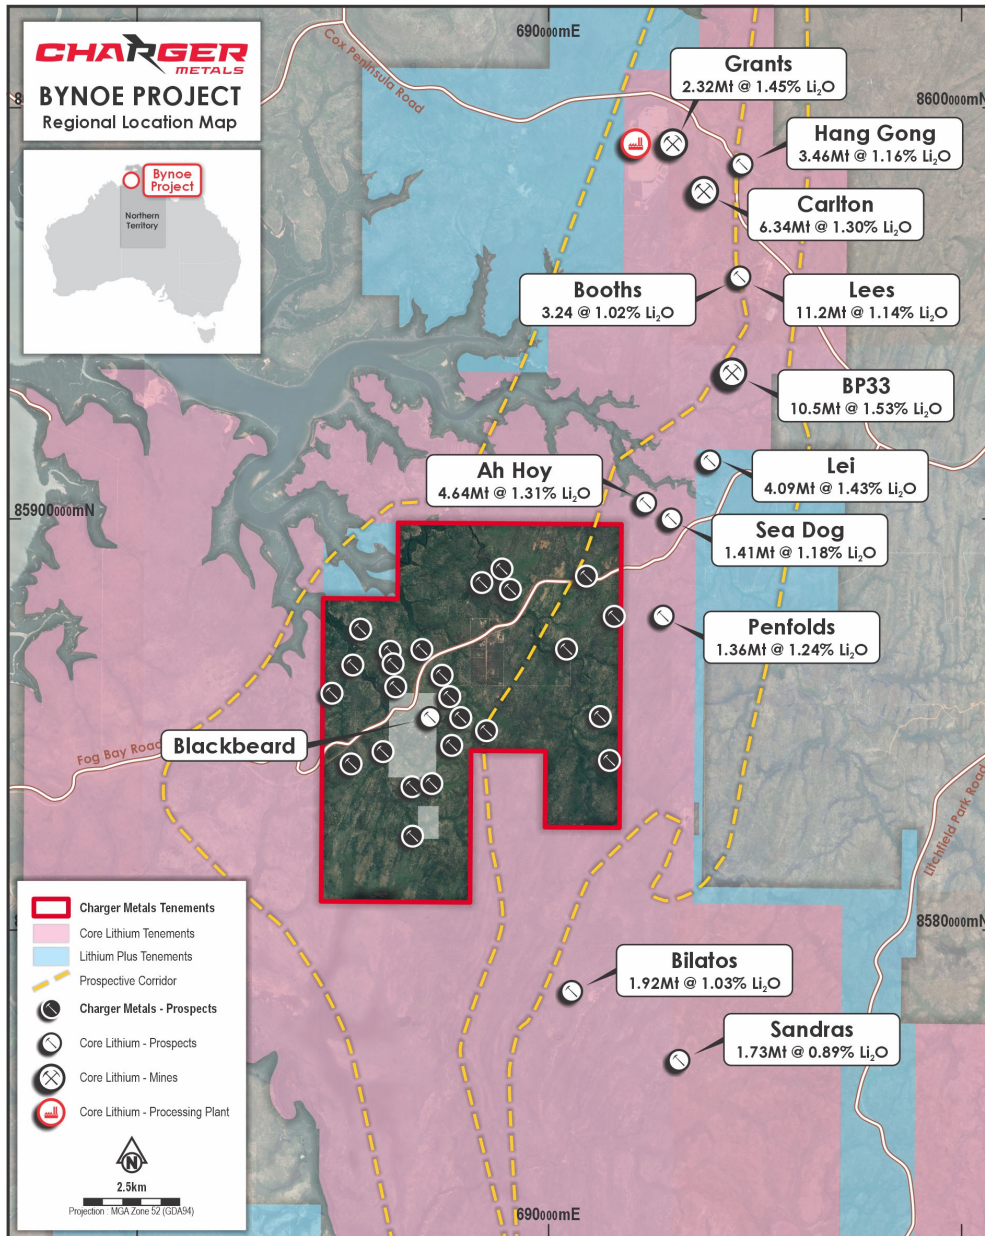 CHARGER
METALS
BYNOE PROJECT
Regional Location Map
Bynoe
Project
Northern
Territory
690000mE
Cox Peninsula Road
8600000mN
Grants
2.32Mt @ 1.45% Li2O
Hang Gong
3.46Mt @ 1.16% Li2O
Carlton
6.34Mt @ 1.30% Li2O
Booths
3.24 @ 1.02% Li2O
Lees
11.2Mt @ 1.14% Li2O
BP33
10.5Mt @ 1.53% Li2O
Ah Hoy
4.64Mt @ 1.31% Li2O
Lei
4.09Mt @ 1.43% Li2O
85900000mN
Sea Dog
1.41Mt @ 1.18% Li2O
Penfolds
1.36Mt @ 1.24% Li2O
Blackbeard
Fog Bay Road
Litchfield Park Road
8580000mN
Bilatos
1.92Mt @ 1.03% Li2O
Sandras
1.73Mt @ 0.89% Li2O
Charger Metals Tenements
Core Lithium Tenements
Lithium Plus Tenements
Prospective Corridor
Charger Metals - Prospects
Core Lithium - Prospects
Core Lithium - Mines
Core Lithium - Processing Plant
N
2.5km
Projection : MGA Zone 52 (GDA94)
690000mE